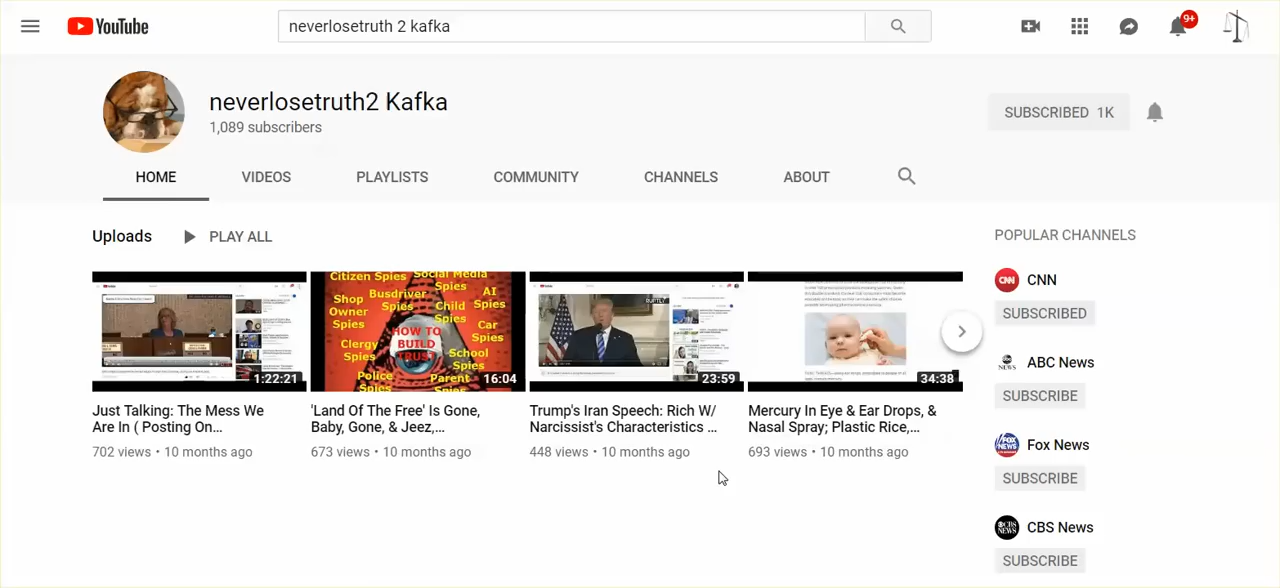 YouTube
neverlosetruth 2 kafka
9+
neverlosetruth2 Kafka
1,089 subscribers
SUBSCRIBED 1K
HOME
VIDEOS
PLAYLISTS
COMMUNITY
CHANNELS
ABOUT
Uploads
PLAY ALL
1:22:21
Just Talking: The Mess We
Are In ( Posting On…
702 views • 10 months ago
Citizen Spies
Social Media
Spies
Shop
Owner
Spies
Busdriver
Spies
Child
Spies
AI
Spies
HOW TO
BUILD
TRUST
Car
Spies
Clergy
Spies
School
Spies
Police
Spies
Parent
16:04
'Land Of The Free' Is Gone,
Baby, Gone, & Jeez,…
673 views • 10 months ago
23:59
Trump's Iran Speech: Rich W/
Narcissist's Characteristics …
448 views • 10 months ago
34:38
Mercury In Eye & Ear Drops, &
Nasal Spray; Plastic Rice,…
693 views • 10 months ago
POPULAR CHANNELS
CNN
CNN
SUBSCRIBED
ABC News
SUBSCRIBE
FOX
NEWS
Fox News
SUBSCRIBE
CBS News
SUBSCRIBE